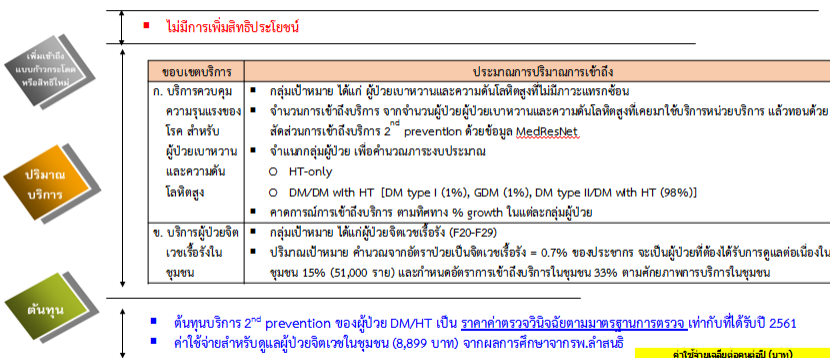 ไม่มีการเพิ่มสิทธิประโยชน์
เพิ่มเข้าถึง
แบบก้าวกระโดด
หรือสิทธิใหม่
ขอบเขตบริการ ประมาณการปริมาณการเข้าถึง
ก. บริการควบคุมความรุนแรงของโรค สำหรับผู้ป่วยเบาหวานและความดันโลหิตสูง
▪ กลุ่มเป้าหมาย ได้แก่ ผู้ป่วยเบาหวานและความดันโลหิตสูงที่ไม่มีภาวะแทรกซ้อน
▪ จำนวนการเข้าถึงบริการ จากจำนวนผู้ป่วยผู้ป่วยเบาหวานและความดันโลหิตสูงที่เคยมาใช้บริการหน่วยบริการ แล้วทอนด้วย
สัดส่วนการเข้าถึงบริการ 2nd prevention ด้วยข้อมูล MedResNet
▪ จำแนกกลุ่มผู้ป่วย เพื่อคำนวณภาระงบประมาณ
O HT-only
O DM/DM with HT [DM type I (1%), GDM (1%), DM type II/DM with HT (98%)]
▪ คาดการณ์การเข้าถึงบริการ ตามทิศทาง % growth ในแต่ละกลุ่มผู้ป่วย
ปริมาณ
บริการ
ข. บริการผู้ป่วยจิตเวชเรื้อรังในชุมชน
▪ กลุ่มเป้าหมาย ได้แก่ผู้ป่วยจิตเวชเรื้อรัง (F20-F29)
▪ ปริมาณเป้าหมาย คำนวณจากอัตราป่วยเป็นจิตเวชเรื้อรัง = 0.7% ของประชากร จะเป็นผู้ป่วยที่ต้องได้รับการดูแลต่อเนื่องใน
ชุมชน 15% (51,000 ราย) และกำหนดอัตราการเข้าถึงบริการในชุมชน 33% ตามศักยภาพการบริการในชุมชน
ต้นทุน
▪ ต้นทุนบริการ 2nd prevention ของผู้ป่วย DM/HT เป็น ราคาค่าตรวจวินิจฉัยตามมาตรฐานการตรวจ เท่ากับที่ได้รับปี 2561
▪ ค่าใช้จ่ายสำหรับดูแลผู้ป่วยจิตเวชในชุมชน (8,899 บาท) จากผลการศึกษาจากรพ.ลำสนธิ
ค่าใช้จ่ายเฉลี่ยต่อคนต่อปี (บาท)